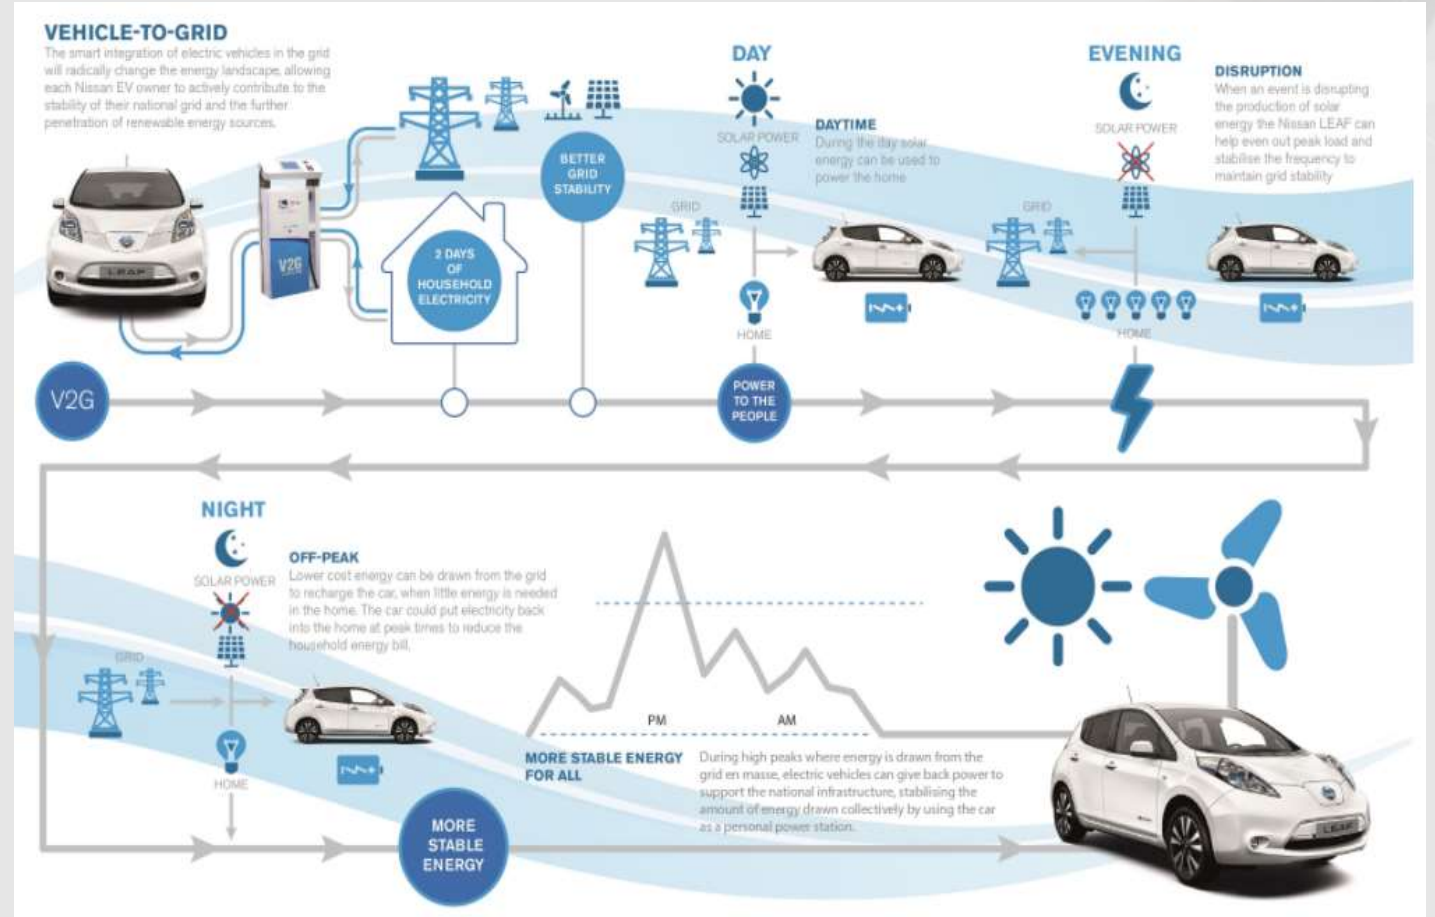 VEHICLE-TO-GRID
The smart integration of electric vehicles in the grid
will radically change the energy landscape, allowing
each Nissan EV owner to actively contribute to the
stability of their national grid and the further
penetration of renewable energy sources.
LEAF
V2G
2 DAYS
OF
HOUSEHOLD
ELECTRICITY
BETTER
GRID
STABILITY
DAY
SOLAR POWER
DAYTIME
During the day solar
energy can be used to
power the home
GRID
HOME
EVENING
SOLAR POWER
DISRUPTION
When an event is disrupting
the production of solar
energy the Nissan LEAF can
help even out peak load and
stabilise the frequency to
maintain grid stability
GRID
HOME
V2G
POWER
TO THE
PEOPLE
NIGHT
SOLAR POWER
OFF-PEAK
Lower cost energy can be drawn from the grid
to recharge the car, when little energy is needed
in the home. The car could put electricity back
into the home at peak times to reduce the
household energy bill.
GRID
HOME
PM
AM
MORE STABLE ENERGY
FOR ALL
During high peaks where energy is drawn from the
grid en masse, electric vehicles can give back power to
support the national infrastructure, stabilising the
amount of energy drawn collectively by using the car
as a personal power station.
MORE
STABLE
ENERGY
LEAF